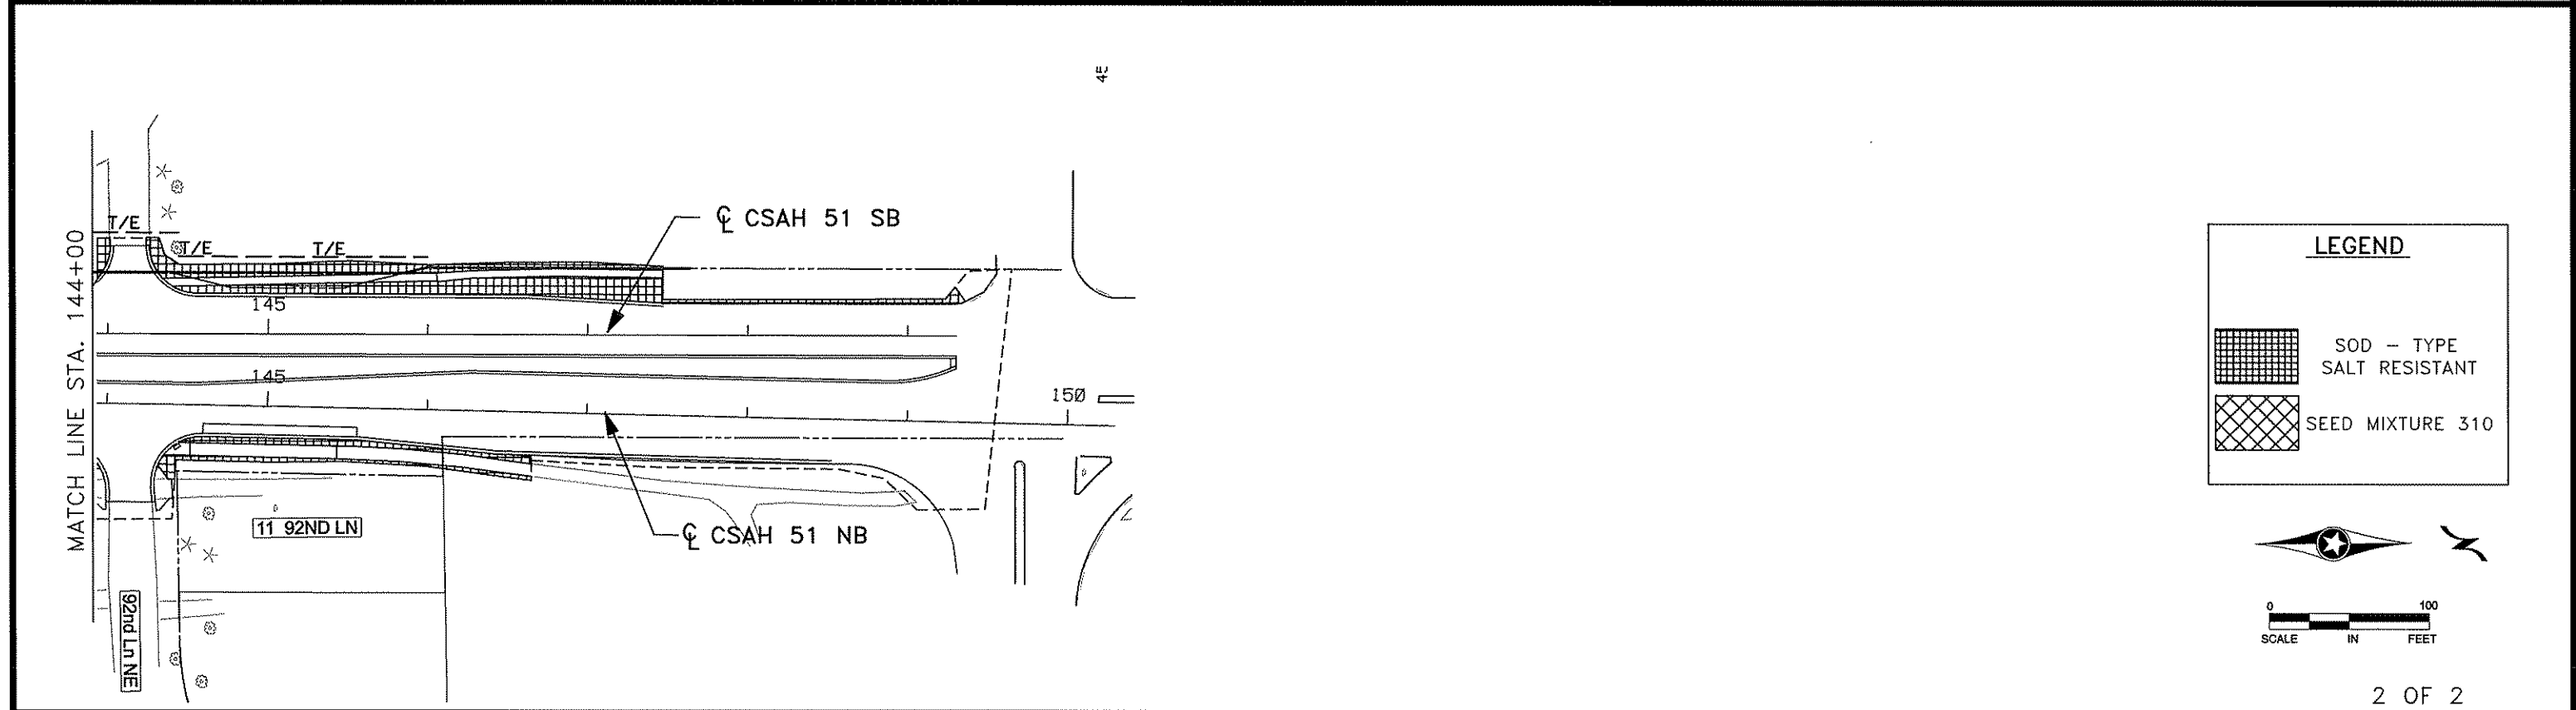 45
T/E
T/E
T/E
℄ CSAH 51 SB
MATCH LINE STA. 144+00
145
145
150
11 92ND LN
℄ CSAH 51 NB
92nd Ln NE
LEGEND
SOD – TYPE
SALT RESISTANT
SEED MIXTURE 310
N
0 100
SCALE IN FEET
2 OF 2